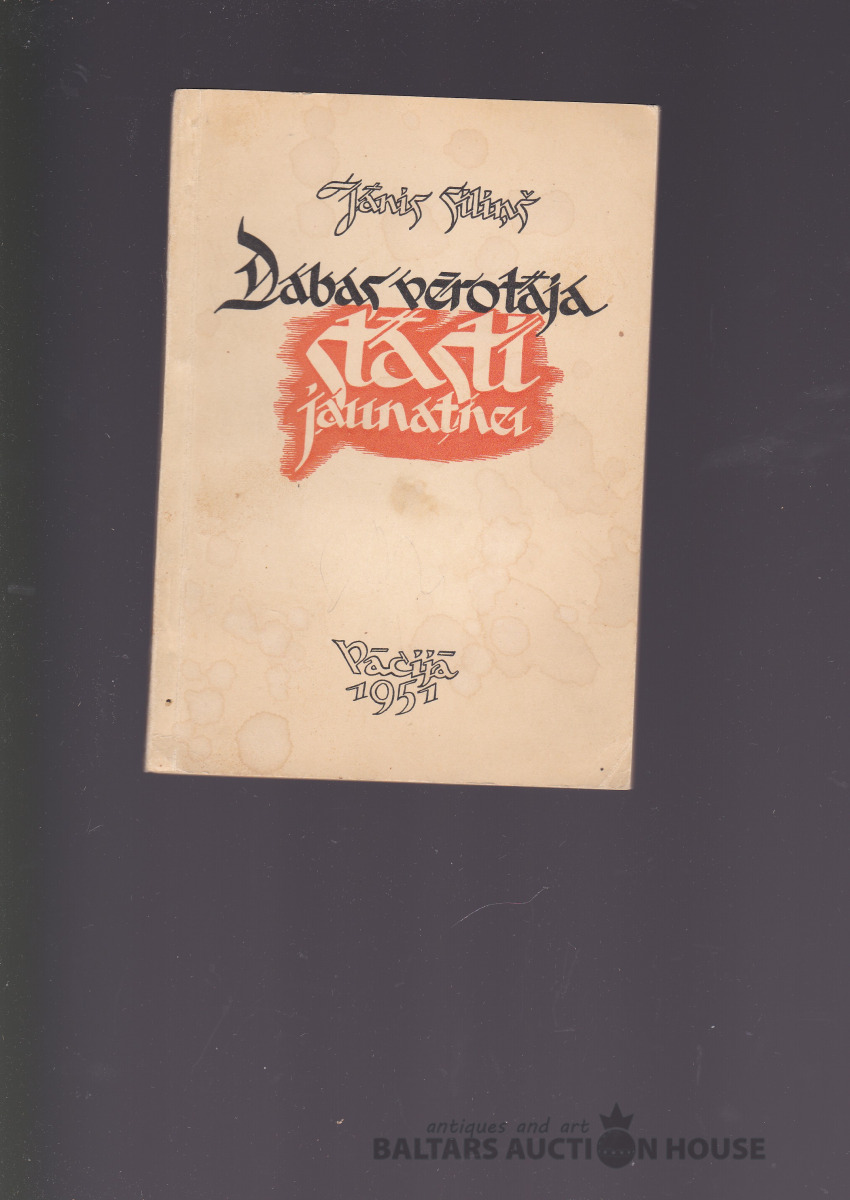 Jānis Siliņš
Dabas vērotāja
stāsti
jaunatnei
Vācijā
1951
antiques and art
BALTARS AUCTION HOUSE